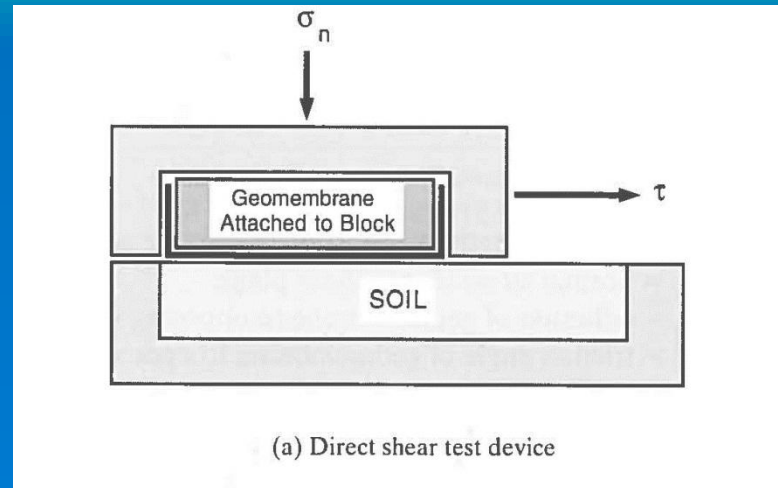 σn
τ
Geomembrane
Attached to Block
SOIL
(a) Direct shear test device